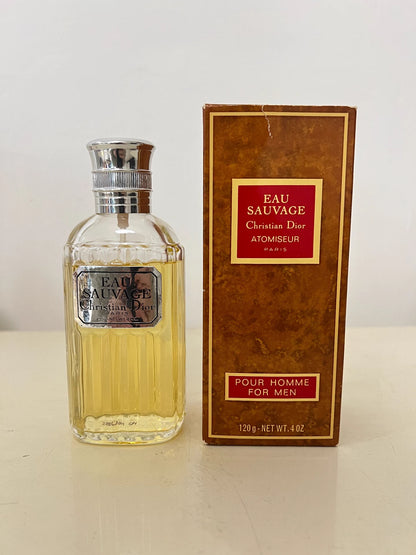 EAU
SAUVAGE
Christian Dior
PARIS
EAU
SAUVAGE
Christian Dior
ATOMISEUR
PARIS
POUR HOMME
FOR MEN
120 g - NET WT. 4 OZ